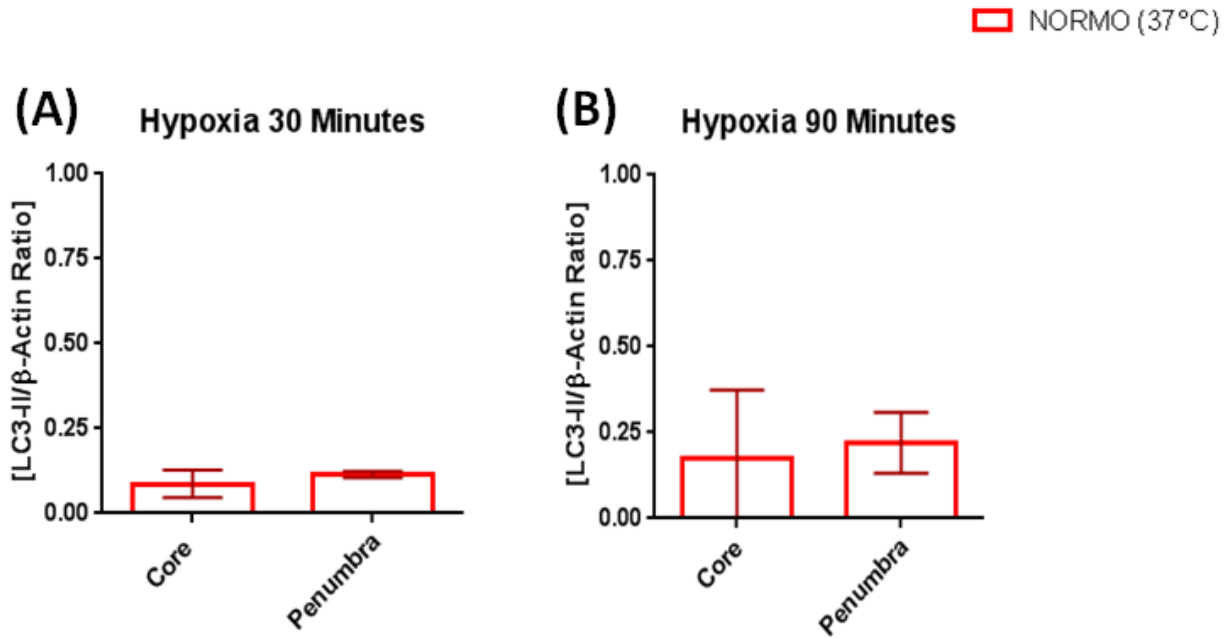 NORMO (37°C)
(A)
Hypoxia 30 Minutes
[LC3-II/β-Actin Ratio]
1.00
0.75
0.50
0.25
0.00
Core
Penumbra
(B)
Hypoxia 90 Minutes
[LC3-II/β-Actin Ratio]
1.00
0.75
0.50
0.25
0.00
Core
Penumbra